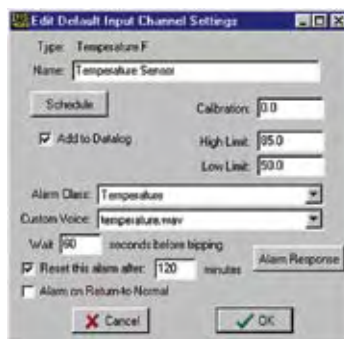 Edit Default Input Channel Settings
Type: Temperature F
Name: Temperature Sensor
Schedule
Calibration: 0.0
Add to Datalog
High Limit: 85.0
Low Limit: 50.0
Alarm Class: Temperature
Custom Voice: temperature.wav
Wait 60 seconds before tripping
Reset this alarm after: 120 minutes
Alarm Response
Alarm on Return-to Normal
Cancel
OK